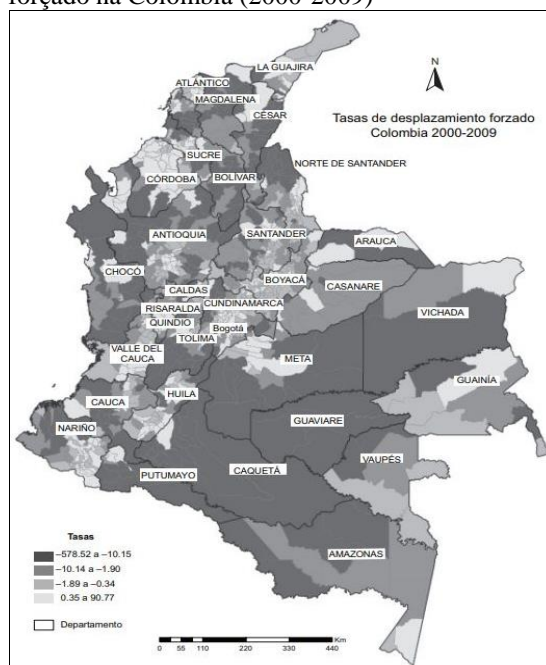 forçado na Colômbia (2000-2009)
N
Tasas de desplazamiento forzado
Colombia 2000-2009
LA GUAJIRA
ATLÁNTICO
MAGDALENA
CÉSAR
SUCRE
NORTE DE SANTANDER
CÓRDOBA
BOLÍVAR
ANTIOQUIA
SANTANDER
ARAUCA
CHOCÓ
BOYACÁ
CASANARE
CALDAS
CUNDINAMARCA
RISARALDA
VICHADA
QUINDIO
Bogotá
TOLIMA
VALLE DEL
CAUCA
META
GUAINÍA
HUILA
CAUCA
GUAVIARE
NARIÑO
VAUPÉS
CAQUETÁ
PUTUMAYO
AMAZONAS
Tasas
−578.52 a −10.15
−10.14 a −1.90
−1.89 a −0.34
0.35 a 90.77
Departamento
Km
0 55 110 220 330 440